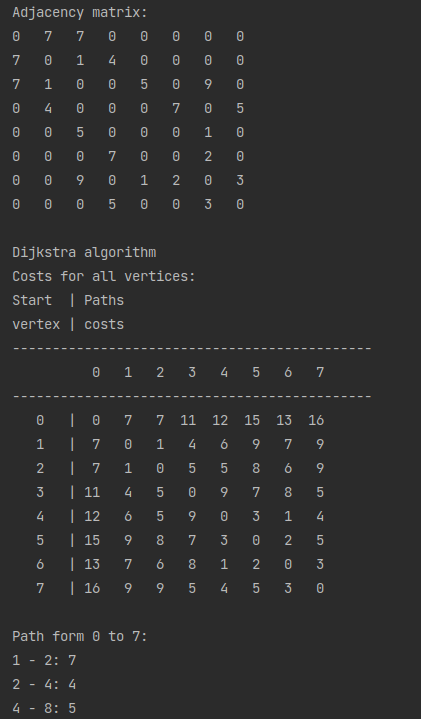 Adjacency matrix:
0 7 7 0 0 0 0 0
7 0 1 4 0 0 0 0
7 1 0 0 5 0 9 0
0 4 0 0 0 7 0 5
0 0 5 0 0 0 1 0
0 0 0 7 0 0 2 0
0 0 9 0 1 2 0 3
0 0 0 5 0 0 3 0
Dijkstra algorithm
Costs for all vertices:
Start | Paths
vertex | costs
---------------------------------------------
0 1 2 3 4 5 6 7
---------------------------------------------
0 | 0 7 7 11 12 15 13 16
1 | 7 0 1 4 6 9 7 9
2 | 7 1 0 5 5 8 6 9
3 | 11 4 5 0 9 7 8 5
4 | 12 6 5 9 0 3 1 4
5 | 15 9 8 7 3 0 2 5
6 | 13 7 6 8 1 2 0 3
7 | 16 9 9 5 4 5 3 0
Path form 0 to 7:
1 - 2: 7
2 - 4: 4
4 - 8: 5